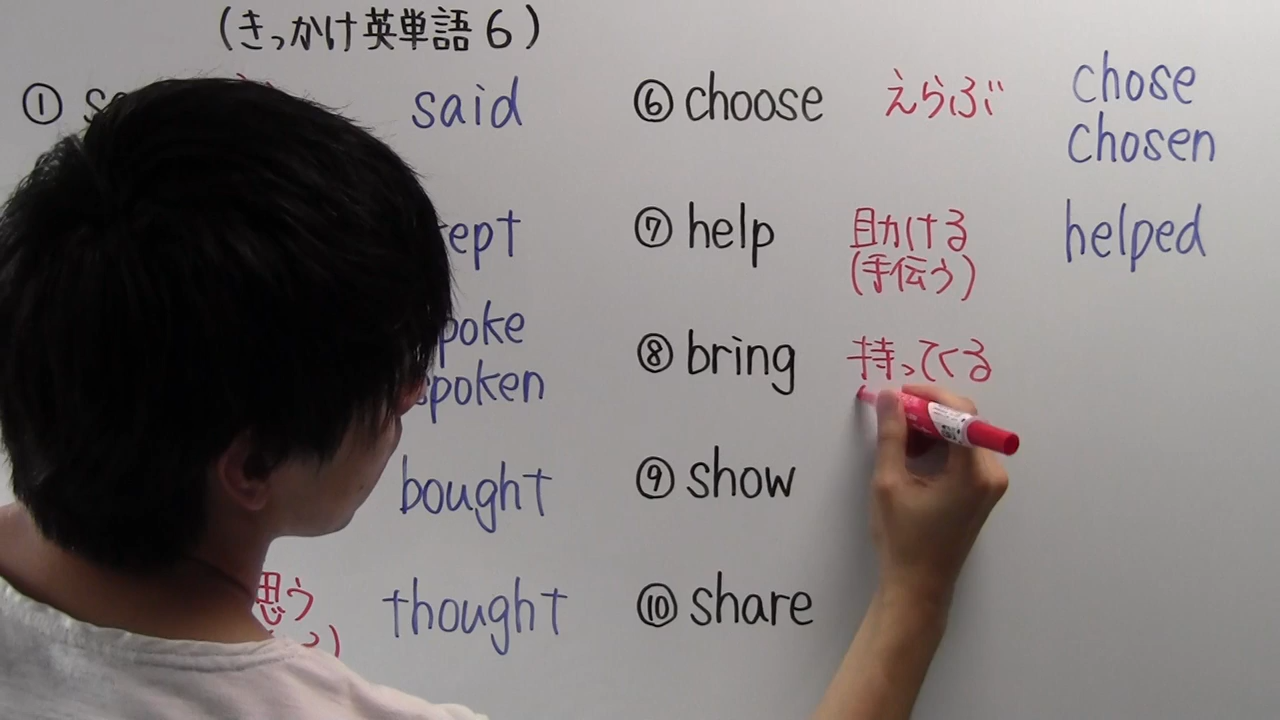 (きっかけ英単語6)
① said
spoken
bought
思う thought
⑥ choose えらぶ chose
chosen
⑦ help 助ける helped
(手伝う)
⑧ bring 持ってくる
⑨ show
⑩ share